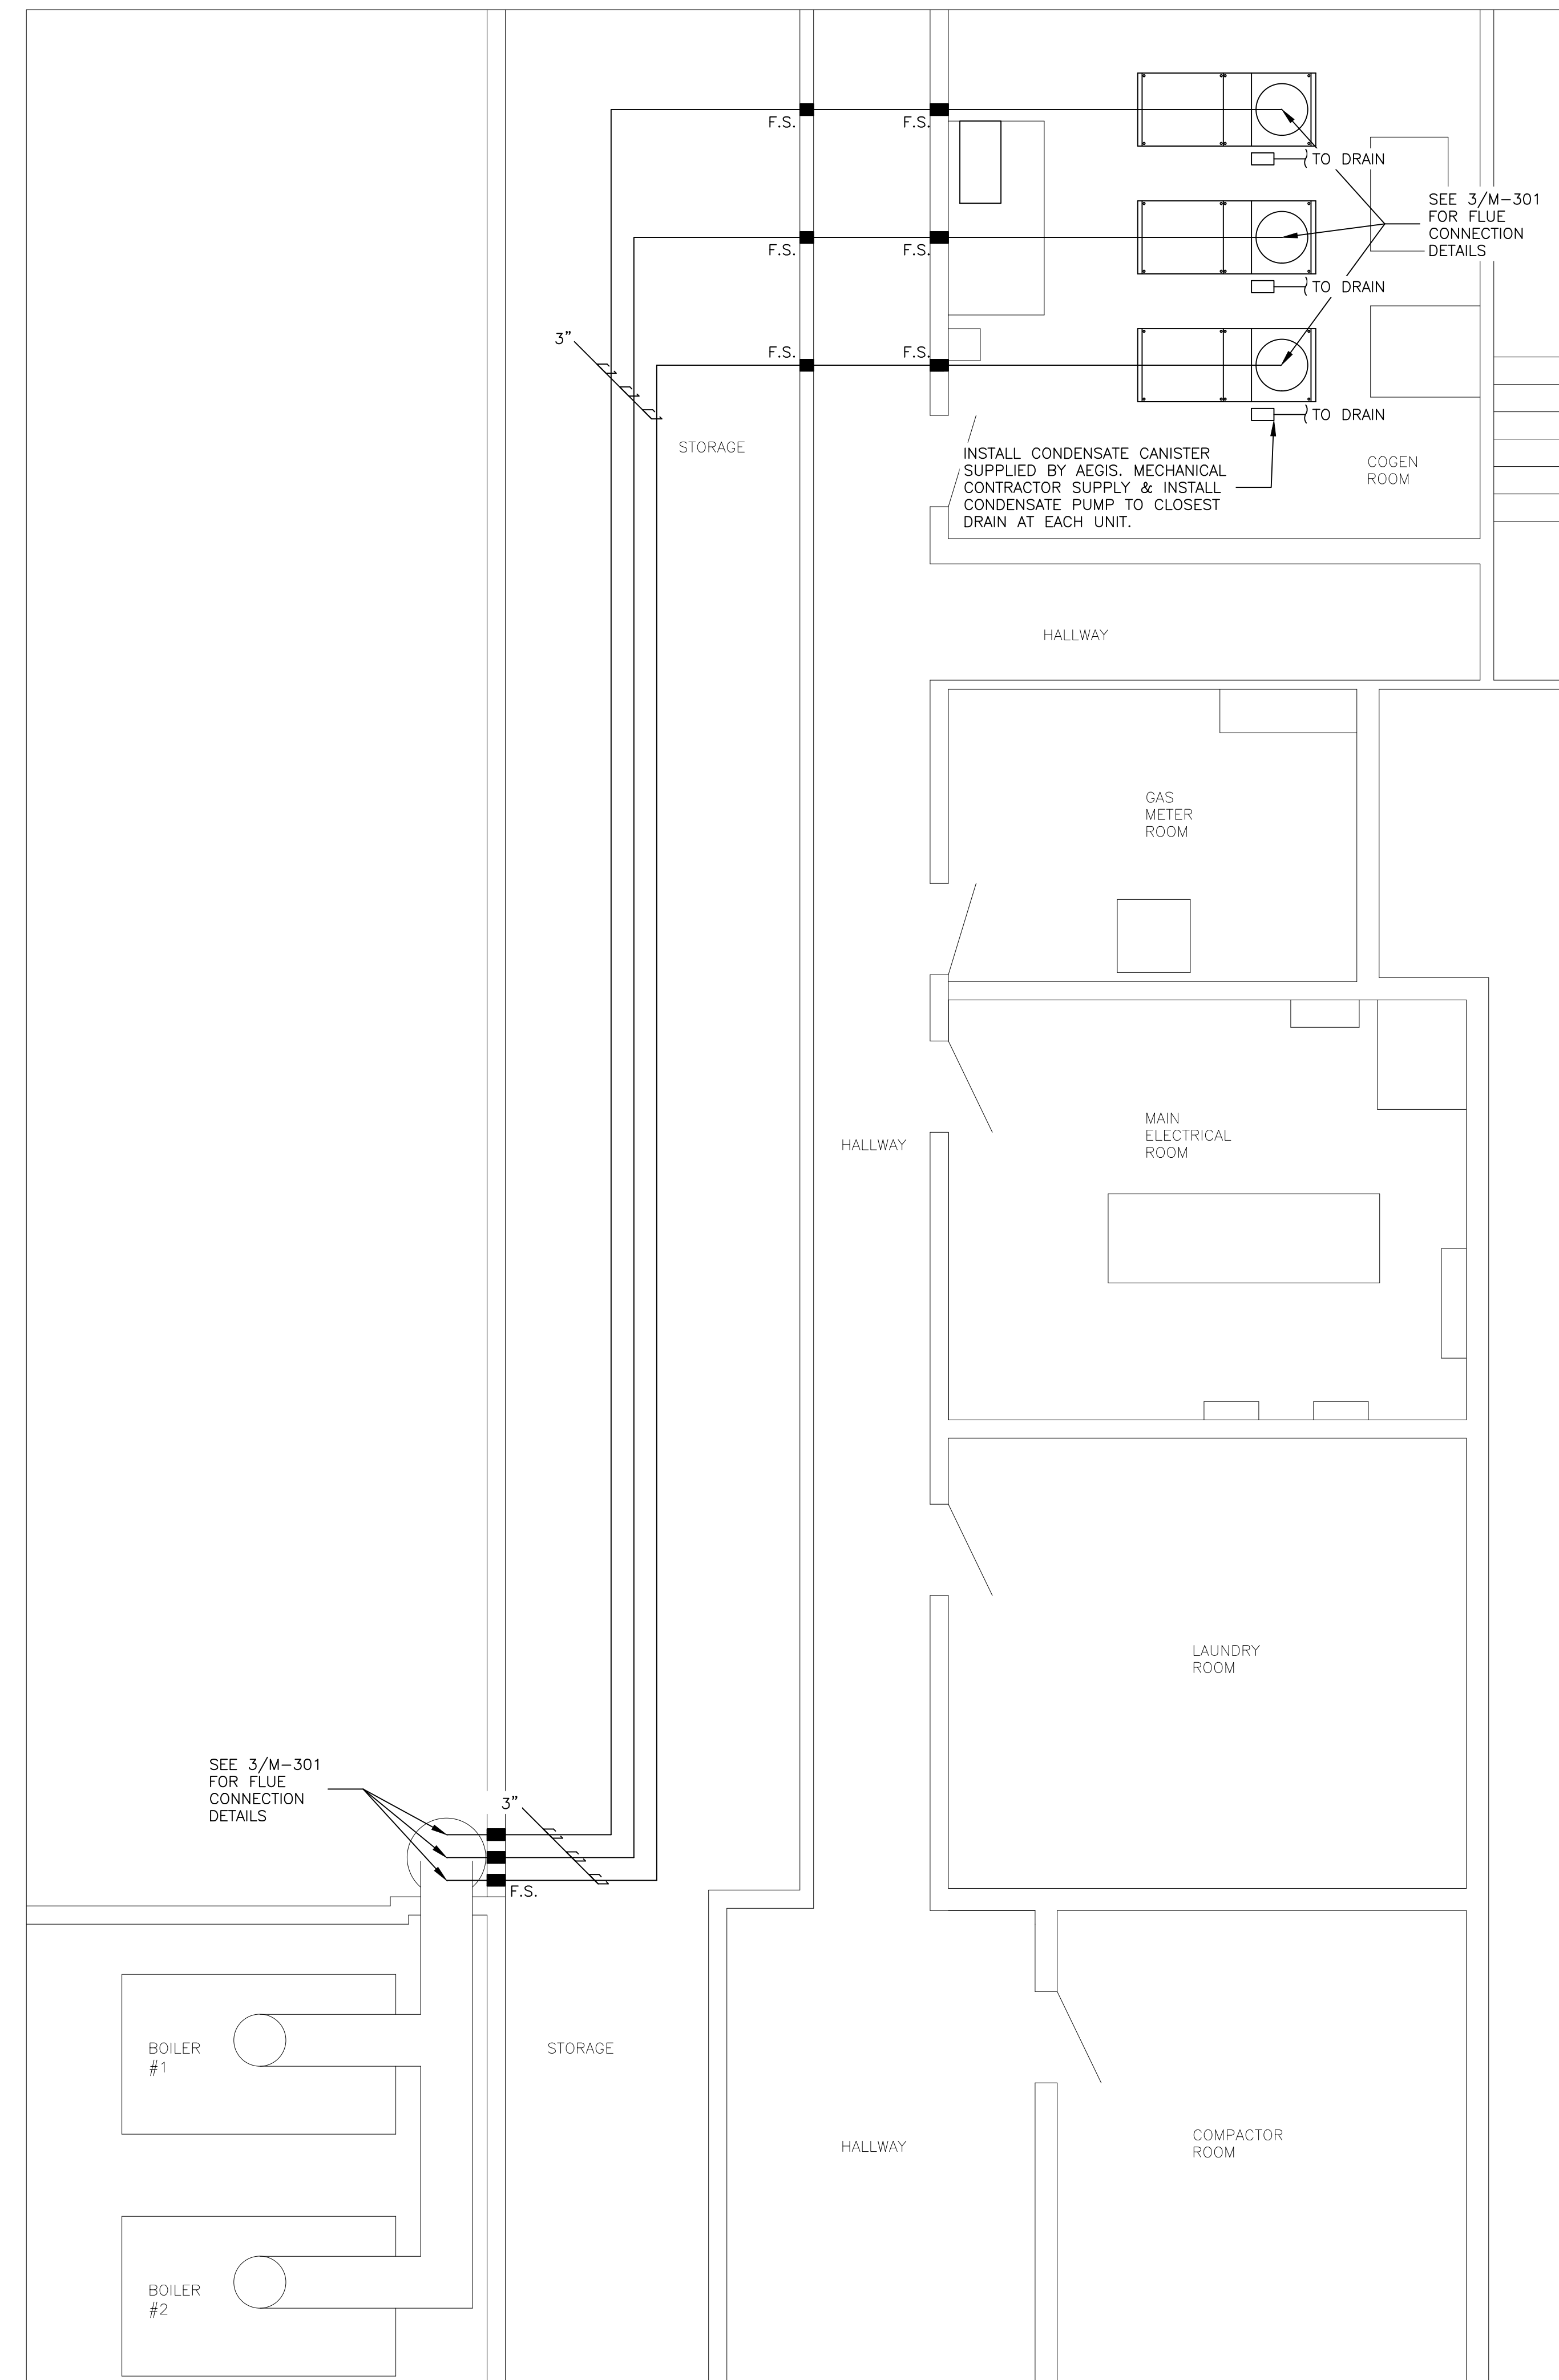 F.S.
F.S.
TO DRAIN
SEE 3/M-301
FOR FLUE
CONNECTION
DETAILS
F.S.
F.S.
TO DRAIN
3"
F.S.
F.S.
TO DRAIN
STORAGE
INSTALL CONDENSATE CANISTER
SUPPLIED BY AEGIS. MECHANICAL
CONTRACTOR SUPPLY & INSTALL
CONDENSATE PUMP TO CLOSEST
DRAIN AT EACH UNIT.
COGEN
ROOM
HALLWAY
GAS
METER
ROOM
MAIN
ELECTRICAL
ROOM
HALLWAY
LAUNDRY
ROOM
SEE 3/M-301
FOR FLUE
CONNECTION
DETAILS
3"
F.S.
BOILER
#1
STORAGE
HALLWAY
COMPACTOR
ROOM
BOILER
#2